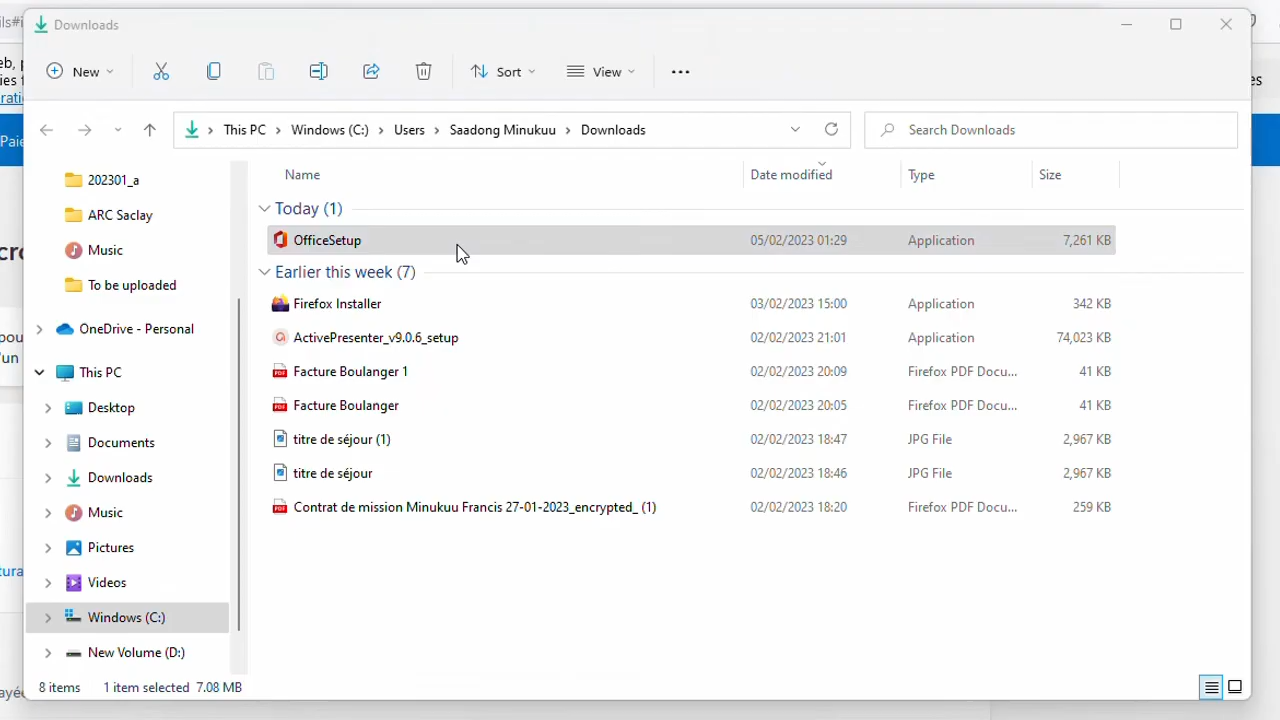 Downloads
New
Sort
View
This PC
Windows (C:)
Users
Saadong Minukuu
Downloads
Search Downloads
Name
Date modified
Type
Size
202301_a
ARC Saclay
Music
To be uploaded
OneDrive - Personal
This PC
Desktop
Documents
Downloads
Music
Pictures
Videos
Windows (C:)
New Volume (D:)
Today (1)
OfficeSetup 05/02/2023 01:29 Application 7,261 KB
Earlier this week (7)
Firefox Installer 03/02/2023 15:00 Application 342 KB
ActivePresenter_v9.0.6_setup 02/02/2023 21:01 Application 74,023 KB
Facture Boulanger 1 02/02/2023 20:09 Firefox PDF Docu... 41 KB
Facture Boulanger 02/02/2023 20:05 Firefox PDF Docu... 41 KB
titre de séjour (1) 02/02/2023 18:47 JPG File 2,967 KB
titre de séjour 02/02/2023 18:46 JPG File 2,967 KB
Contrat de mission Minukuu Francis 27-01-2023_encrypted_ (1) 02/02/2023 18:20 Firefox PDF Docu... 259 KB
8 items 1 item selected 7.08 MB